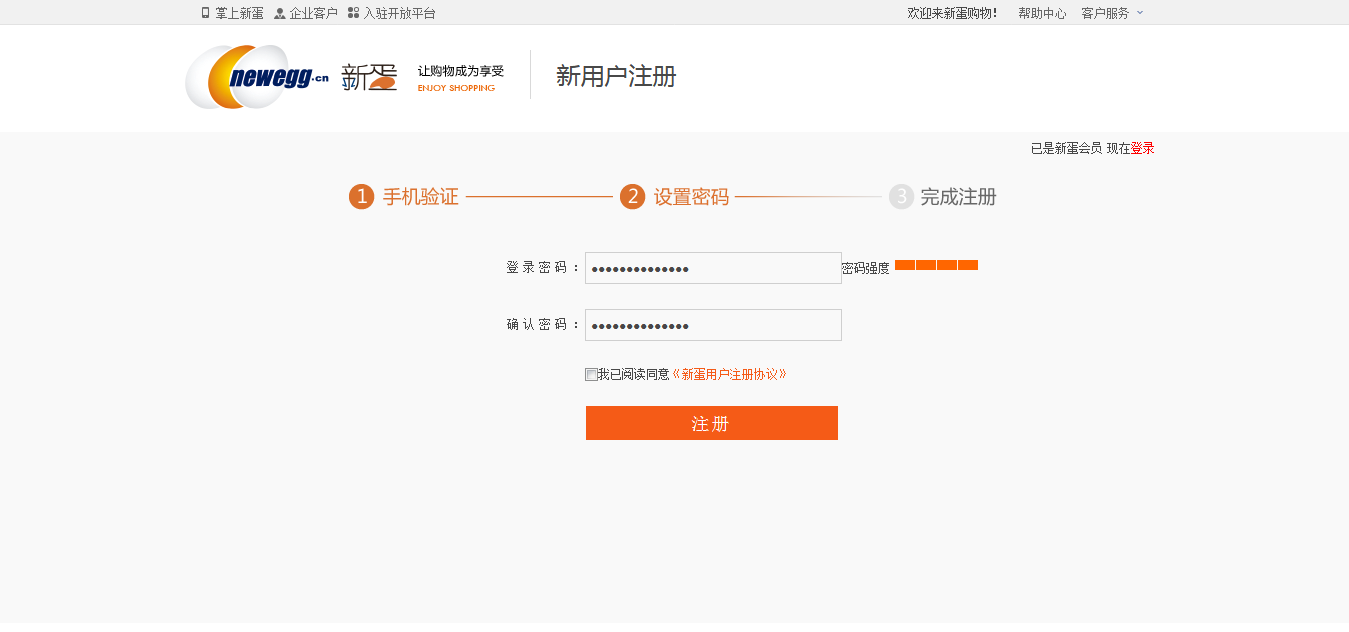 掌上新蛋 企业客户 入驻开放平台 欢迎来新蛋购物! 帮助中心 客户服务
newegg.cn 新蛋 让购物成为享受 新用户注册
ENJOY SHOPPING
已是新蛋会员 现在登录
1 手机验证 2 设置密码 3 完成注册
登录密码: ●●●●●●●●●●●●●● 密码强度
确认密码: ●●●●●●●●●●●●●●
我已阅读同意《新蛋用户注册协议》
注册